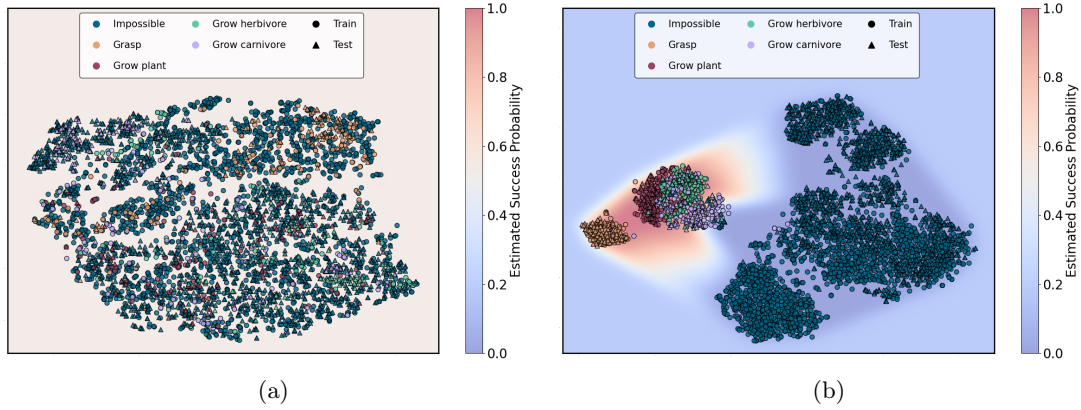 Impossible
Grasp
Grow plant
Grow herbivore
Grow carnivore
Train
Test
1.0
0.8
0.6
0.4
0.2
0.0
Estimated Success Probability
(a)
Impossible
Grasp
Grow plant
Grow herbivore
Grow carnivore
Train
Test
1.0
0.8
0.6
0.4
0.2
0.0
Estimated Success Probability
(b)